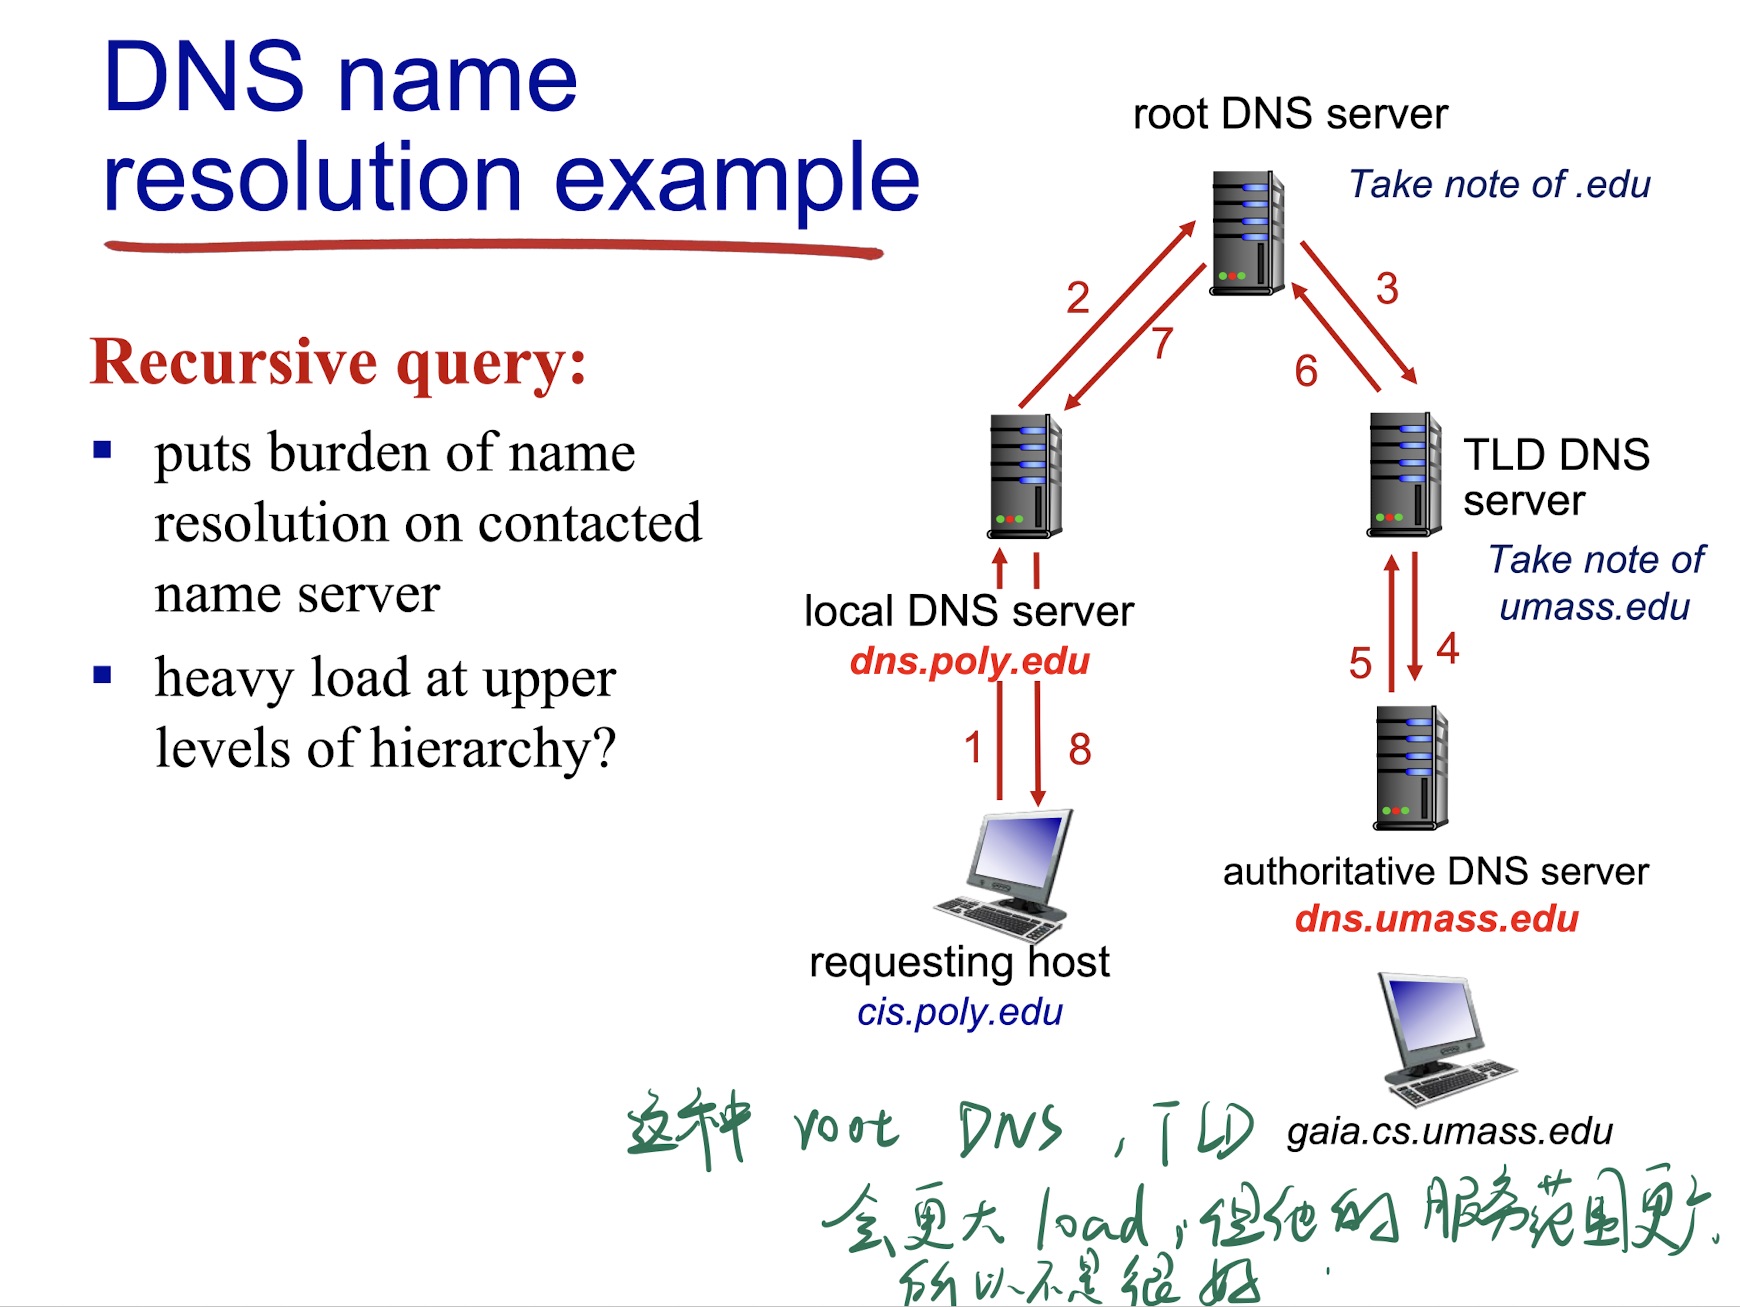 DNS name
resolution example
Recursive query:
▪ puts burden of name
resolution on contacted
name server
▪ heavy load at upper
levels of hierarchy?
root DNS server
Take note of .edu
2
7
3
6
TLD DNS
server
Take note of
umass.edu
local DNS server
dns.poly.edu
5
4
1
8
authoritative DNS server
dns.umass.edu
requesting host
cis.poly.edu
gaia.cs.umass.edu
这种 root DNS , TLD
会更大 load, 但他的服务范围更广.
所以不是很好.